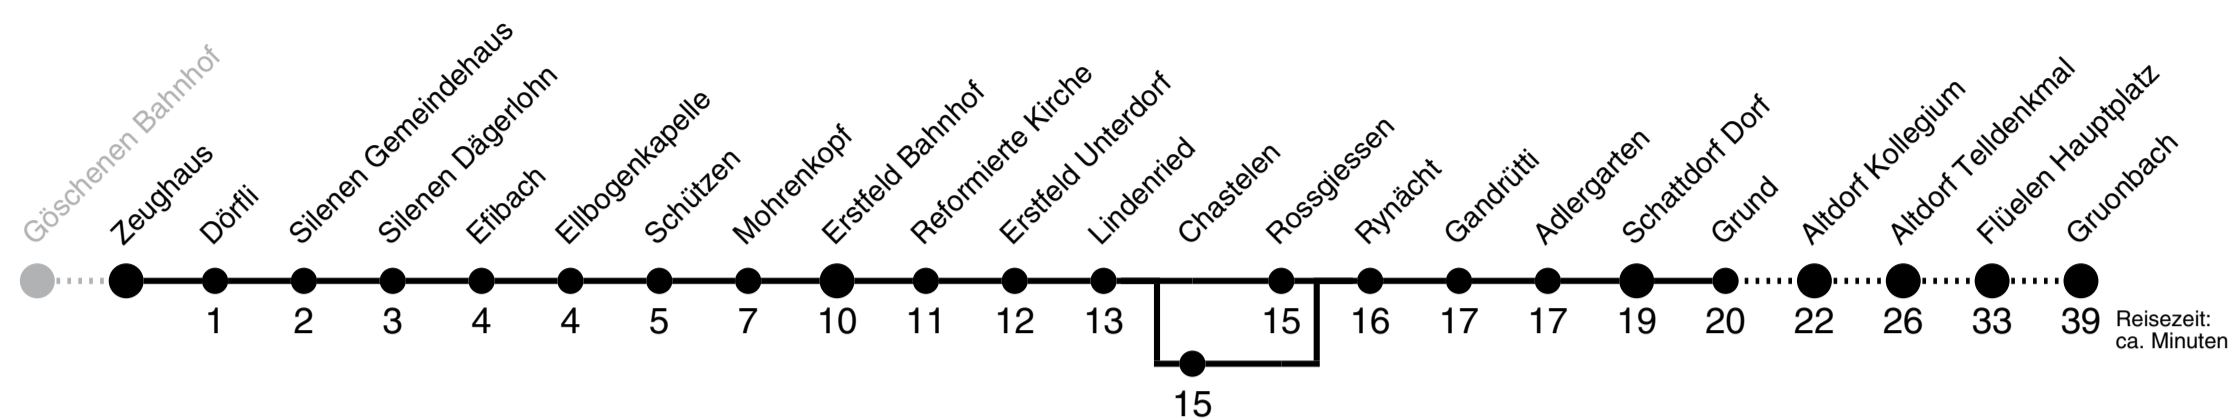 Göschenen Bahnhof
Zeughaus
Dörfli
Silenen Gemeindehaus
Silenen Dägerlohn
Efibach
Ellbogenkapelle
Schützen
Mohrenkopf
Erstfeld Bahnhof
Reformierte Kirche
Erstfeld Unterdorf
Lindenried
Chastelen
Rossgiessen
Rynächt
Gandrütti
Adlergarten
Schattdorf Dorf
Grund
Altdorf Kollegium
Altdorf Telldenkmal
Flüelen Hauptplatz
Gruonbach
1 2 3 4 4 5 7 10 11 12 13 15 16 17 17 19 20 22 26 33 39 Reisezeit:
ca. Minuten
15